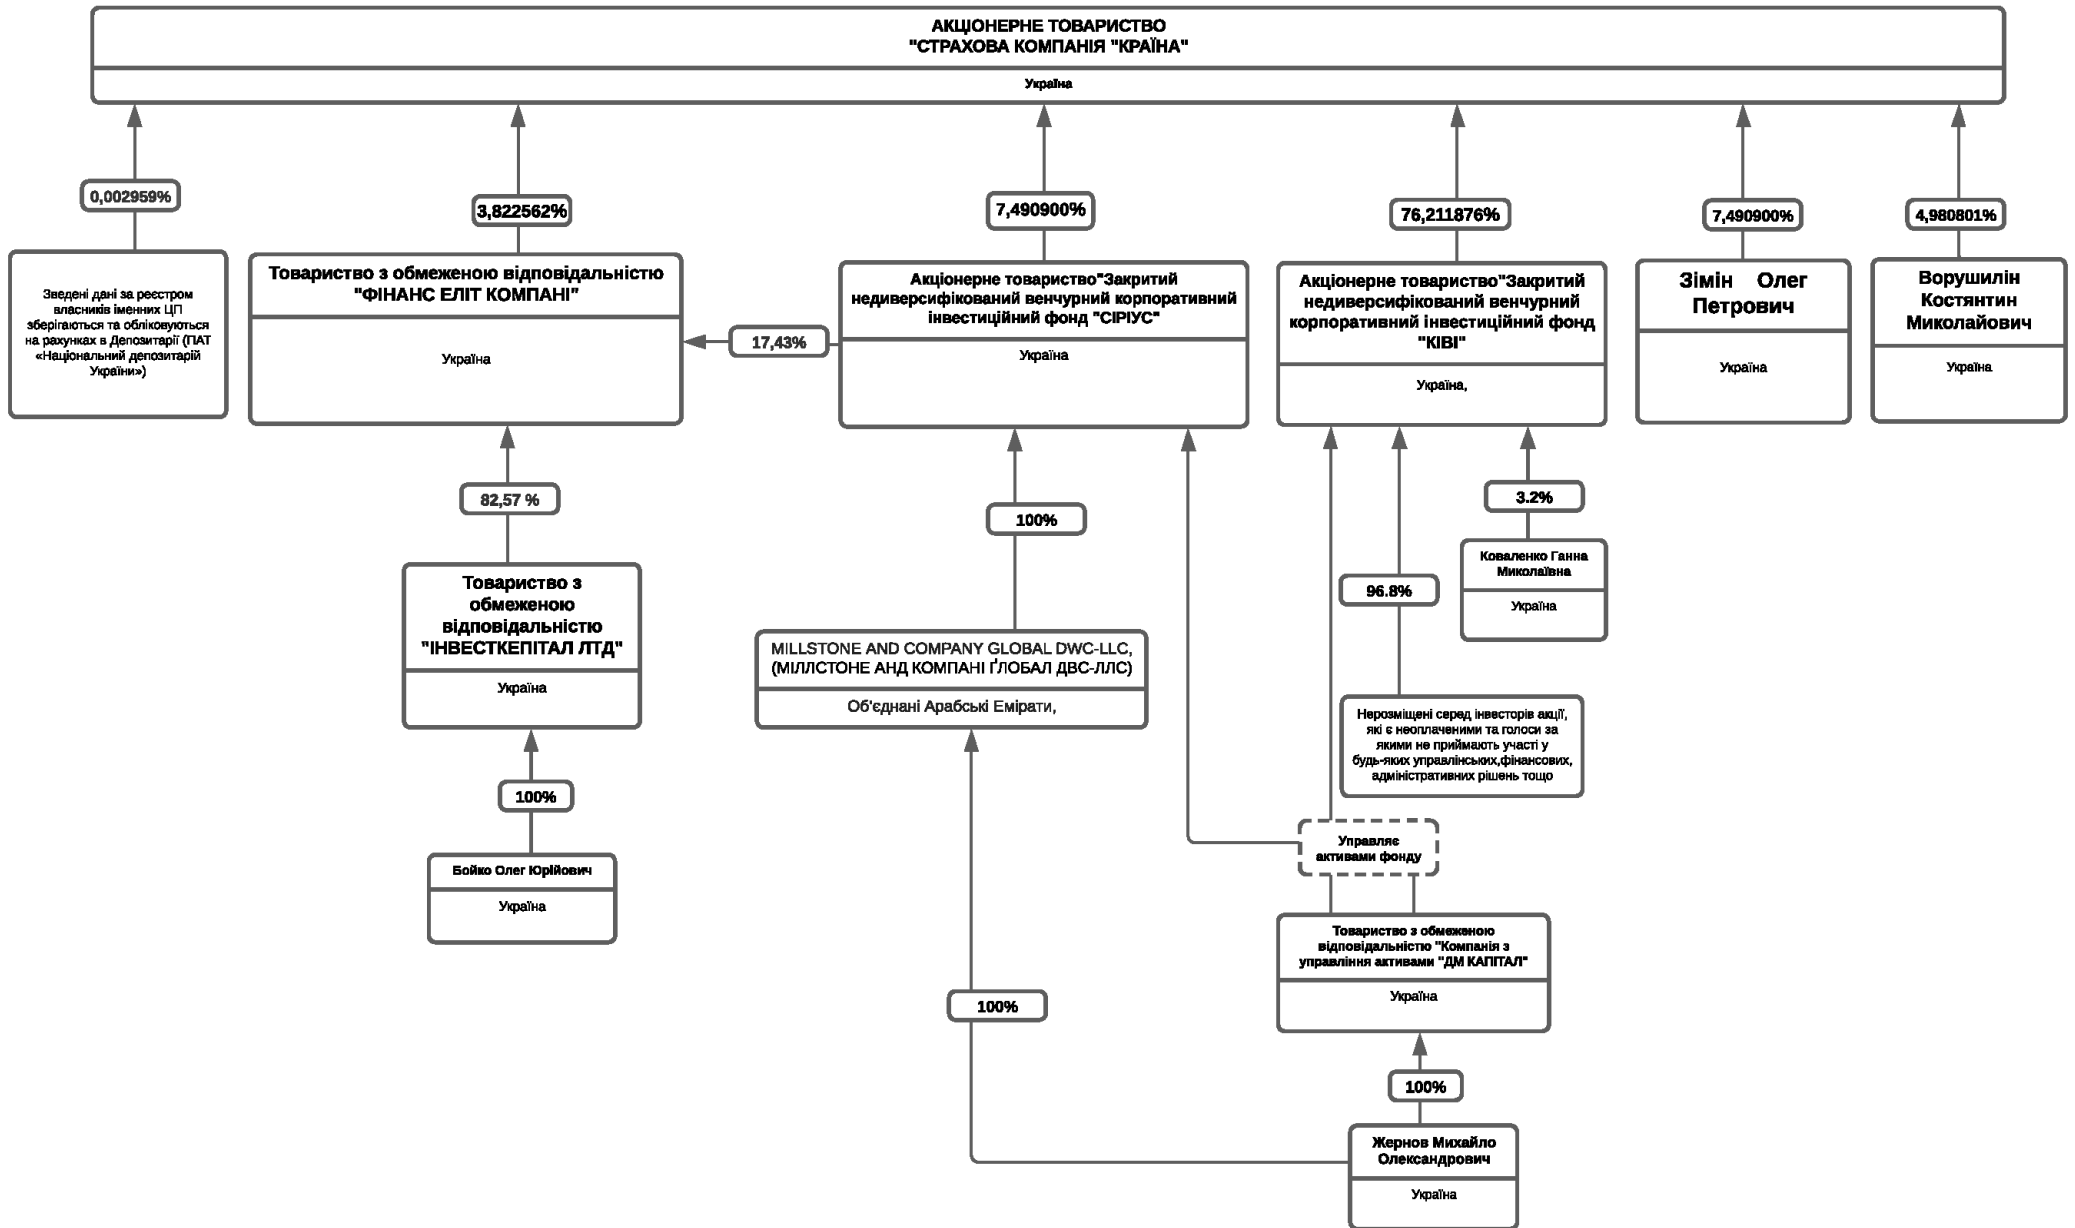 АКЦІОНЕРНЕ ТОВАРИСТВО
"СТРАХОВА КОМПАНІЯ "КРАЇНА"
Україна
0,002959%
3,822562%
7,490900%
76,211876%
7,490900%
4,980801%
Зведені дані за реєстром
власників іменних ЦП
зберігаються та обліковуються
на рахунках в Депозитарії (ПАТ
«Національний депозитарій
України»)
Товариство з обмеженою відповідальністю
"ФІНАНС ЕЛІТ КОМПАНІ"
Україна
17,43%
Акціонерне товариство"Закритий
недиверсифікований венчурний корпоративний
інвестиційний фонд "СІРІУС"
Україна
Акціонерне товариство"Закритий
недиверсифікований венчурний
корпоративний інвестиційний фонд
"КІВІ"
Україна,
Зімін Олег
Петрович
Україна
Ворушилін
Костянтин
Миколайович
Україна
82,57 %
100%
3.2%
96.8%
Коваленко Ганна
Миколаївна
Україна
Товариство з
обмеженою
відповідальністю
"ІНВЕСТКЕПІТАЛ ЛТД"
Україна
MILLSTONE AND COMPANY GLOBAL DWC-LLC,
(МІЛЛСТОНЕ АНД КОМПАНІ ҐЛОБАЛ ДВС-ЛЛС)
Об'єднані Арабські Емірати,
Нерозміщені серед інвесторів акції,
які є неоплаченими та голоси за
якими не приймають участі у
будь-яких управлінських,фінансових,
адміністративних рішень тощо
100%
Управляє
активами фонду
Бойко Олег Юрійович
Україна
Товариство з обмеженою
відповідальністю "Компанія з
управління активами "ДМ КАПІТАЛ"
Україна
100%
100%
Жернов Михайло
Олександрович
Україна